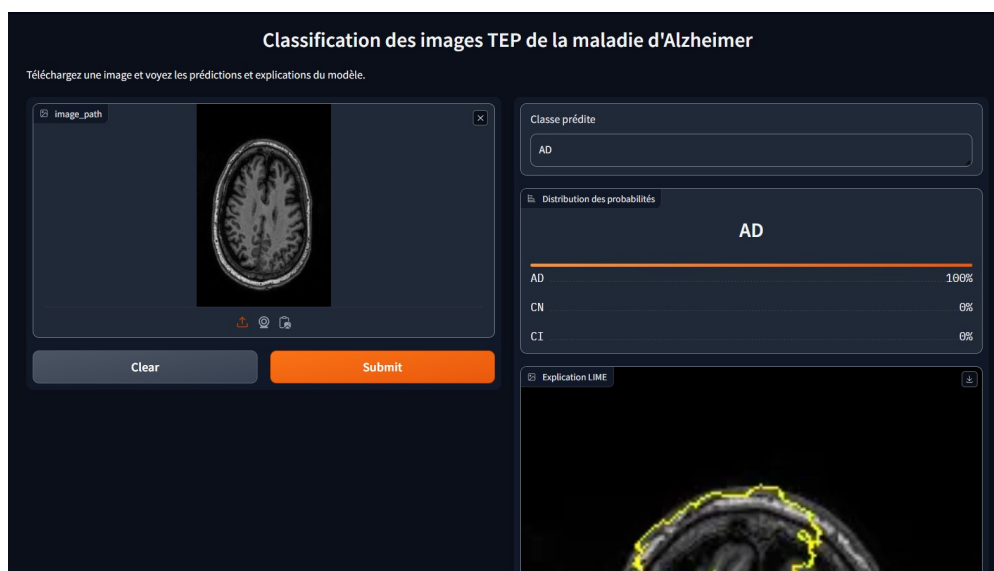 Classification des images TEP de la maladie d'Alzheimer
Téléchargez une image et voyez les prédictions et explications du modèle.
image_path
Clear
Submit
Classe prédite
AD
Distribution des probabilités
AD
AD 100%
CN 0%
CI 0%
Explication LIME